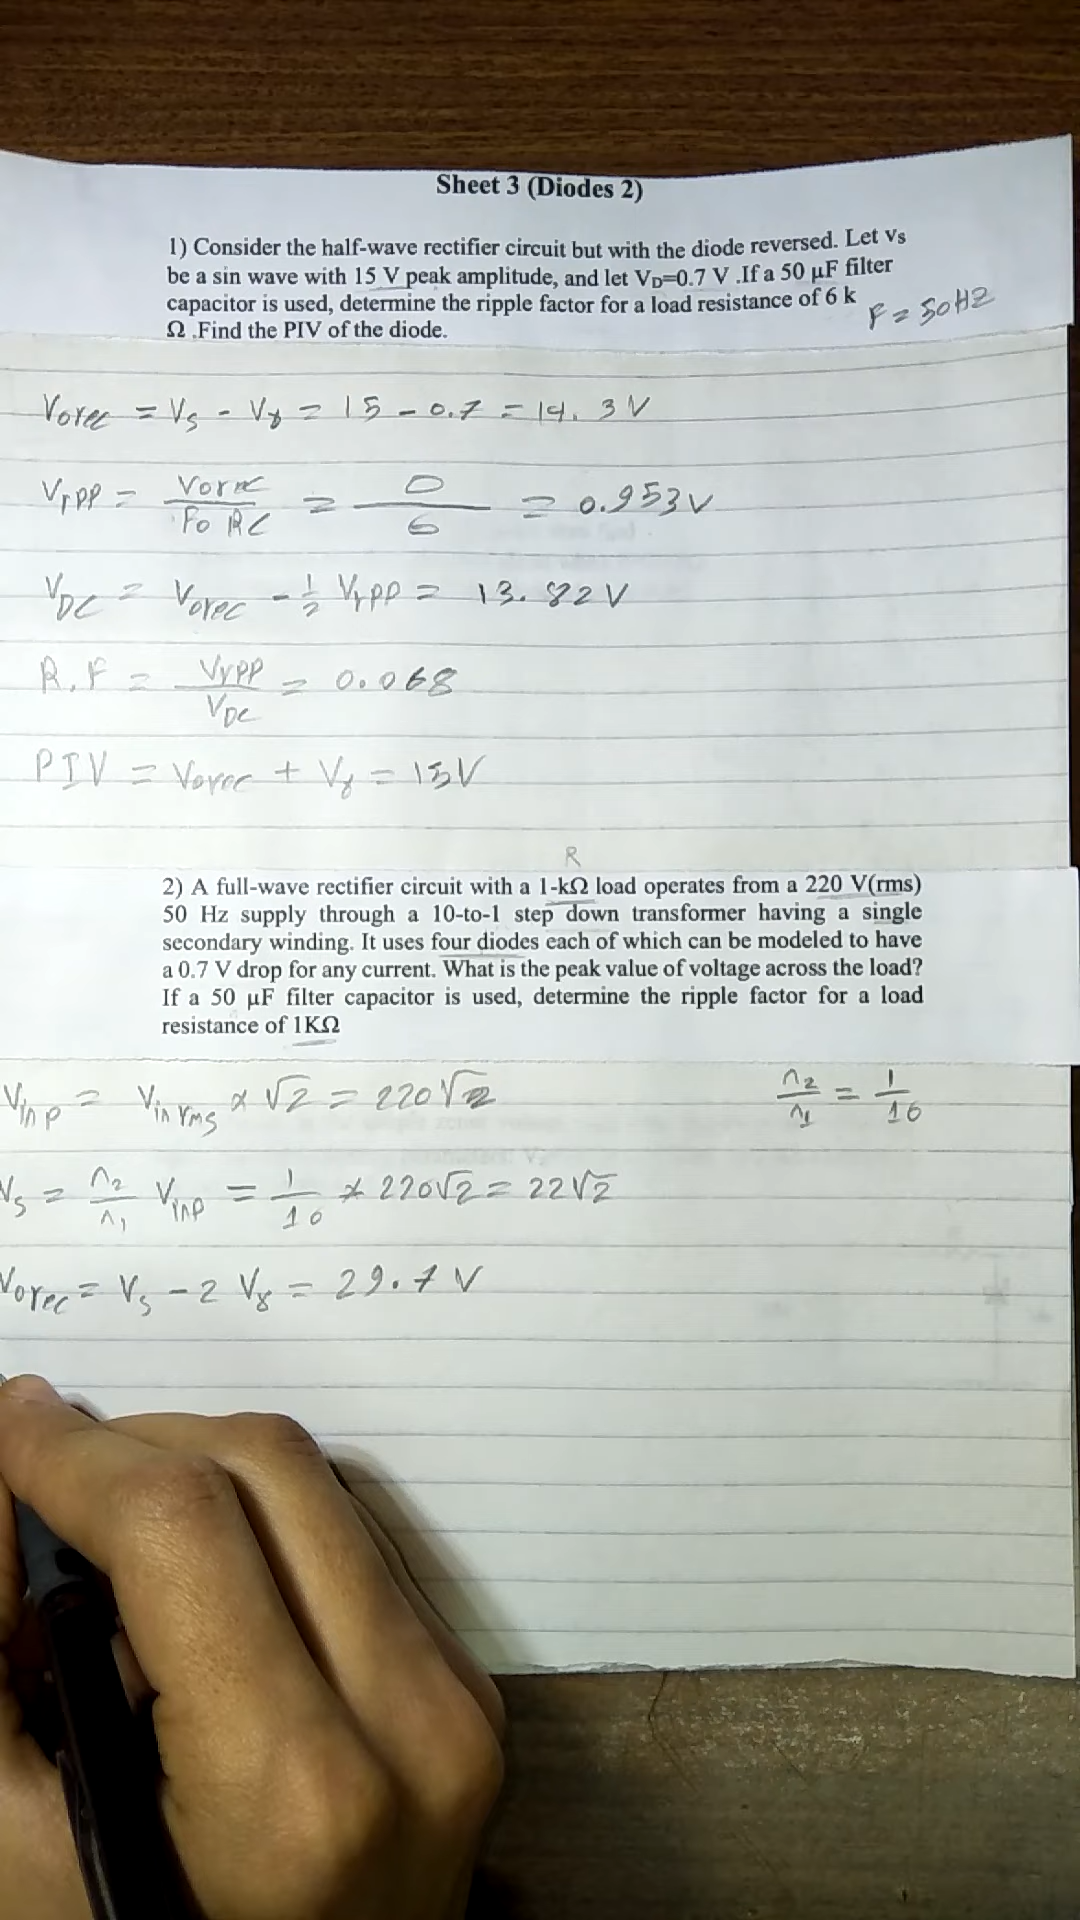 Sheet 3 (Diodes 2)
1) Consider the half-wave rectifier circuit but with the diode reversed. Let vs
be a sin wave with 15 V peak amplitude, and let VD=0.7 V .If a 50 µF filter
capacitor is used, determine the ripple factor for a load resistance of 6 k
Ω .Find the PIV of the diode.
F = 50HZ
Vorec = Vs - Vγ = 15 - 0.7 = 14.3 V
Vrpp = Vorec / Fo RC = 0 / 6 = 0.953 V
VDC = Vorec - 1/2 Vrpp = 13.82 V
R.F = Vrpp / VDC = 0.068
PIV = Vorec + Vγ = 15 V
R
2) A full-wave rectifier circuit with a 1-kΩ load operates from a 220 V(rms)
50 Hz supply through a 10-to-1 step down transformer having a single
secondary winding. It uses four diodes each of which can be modeled to have
a 0.7 V drop for any current. What is the peak value of voltage across the load?
If a 50 µF filter capacitor is used, determine the ripple factor for a load
resistance of 1KΩ
Vin p = Vin rms * √2 = 220√2
n2 / n1 = 1 / 10
Vs = n2 / n1 Vinp = 1 / 10 * 220√2 = 22√2
Vorec = Vs - 2 Vγ = 29.7 V